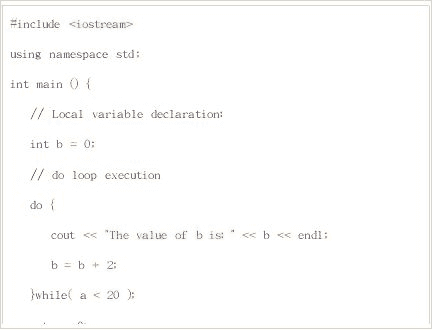 #include <iostream>
using namespace std;
int main () {
// Local variable declaration:
int b = 0;
// do loop execution
do {
cout << "The value of b is: " << b << endl;
b = b + 2;
}while( a < 20 );